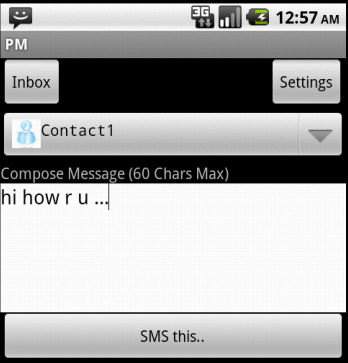 3G 12:57 AM
PM
Inbox Settings
Contact1
Compose Message (60 Chars Max)
hi how r u ...
SMS this..